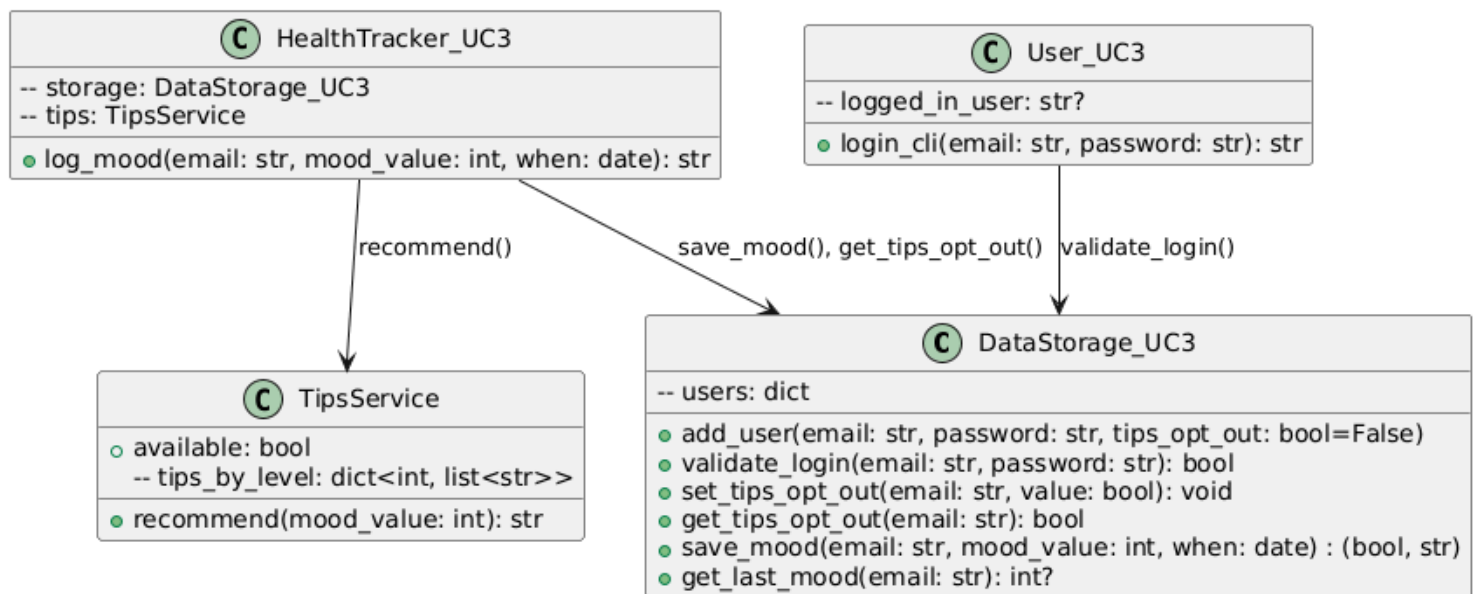 C HealthTracker_UC3
-- storage: DataStorage_UC3
-- tips: TipsService
log_mood(email: str, mood_value: int, when: date): str
C User_UC3
-- logged_in_user: str?
login_cli(email: str, password: str): str
recommend()
save_mood(), get_tips_opt_out()
validate_login()
C TipsService
available: bool
-- tips_by_level: dict<int, list<str>>
recommend(mood_value: int): str
C DataStorage_UC3
-- users: dict
add_user(email: str, password: str, tips_opt_out: bool=False)
validate_login(email: str, password: str): bool
set_tips_opt_out(email: str, value: bool): void
get_tips_opt_out(email: str): bool
save_mood(email: str, mood_value: int, when: date) : (bool, str)
get_last_mood(email: str): int?